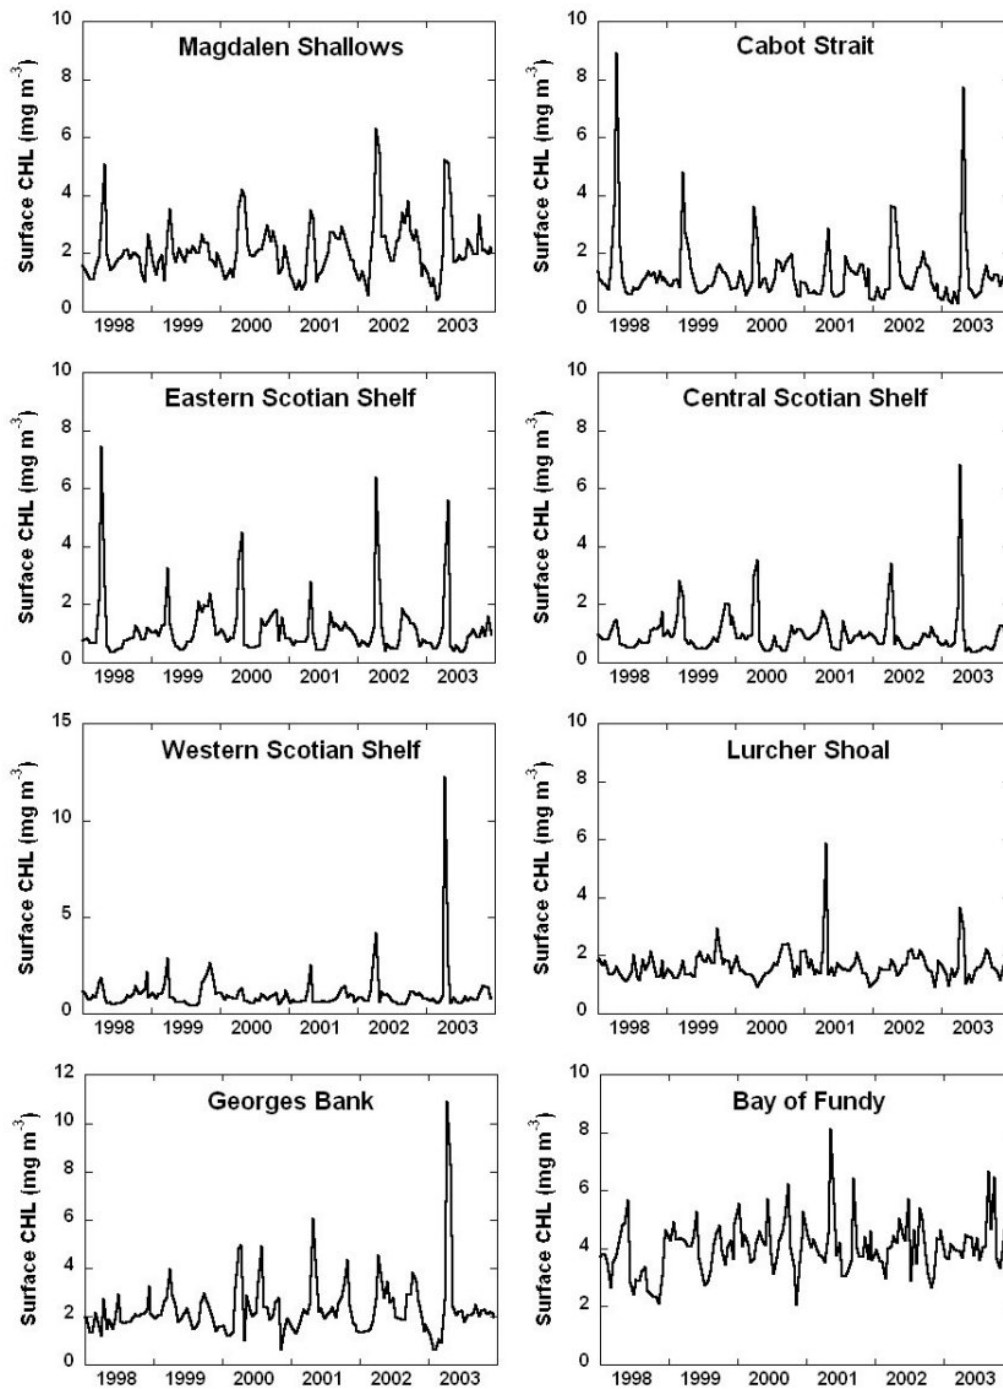 Magdalen Shallows
Surface CHL (mg m⁻³)
10
8
6
4
2
0
1998 1999 2000 2001 2002 2003
Cabot Strait
Surface CHL (mg m⁻³)
10
8
6
4
2
0
1998 1999 2000 2001 2002 2003
Eastern Scotian Shelf
Surface CHL (mg m⁻³)
10
8
6
4
2
0
1998 1999 2000 2001 2002 2003
Central Scotian Shelf
Surface CHL (mg m⁻³)
10
8
6
4
2
0
1998 1999 2000 2001 2002 2003
Western Scotian Shelf
Surface CHL (mg m⁻³)
15
10
5
0
1998 1999 2000 2001 2002 2003
Lurcher Shoal
Surface CHL (mg m⁻³)
10
8
6
4
2
0
1998 1999 2000 2001 2002 2003
Georges Bank
Surface CHL (mg m⁻³)
12
10
8
6
4
2
0
1998 1999 2000 2001 2002 2003
Bay of Fundy
Surface CHL (mg m⁻³)
10
8
6
4
2
0
1998 1999 2000 2001 2002 2003